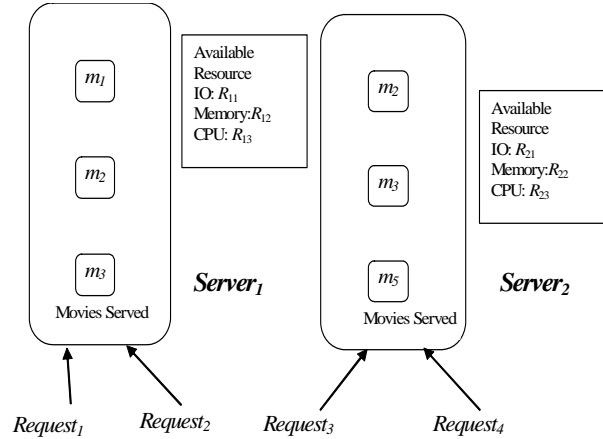 m1
m2
m3
Movies Served
Available
Resource
IO: R11
Memory:R12
CPU: R13
Server1
m2
m3
m5
Movies Served
Available
Resource
IO: R21
Memory:R22
CPU: R23
Server2
Request1
Request2
Request3
Request4